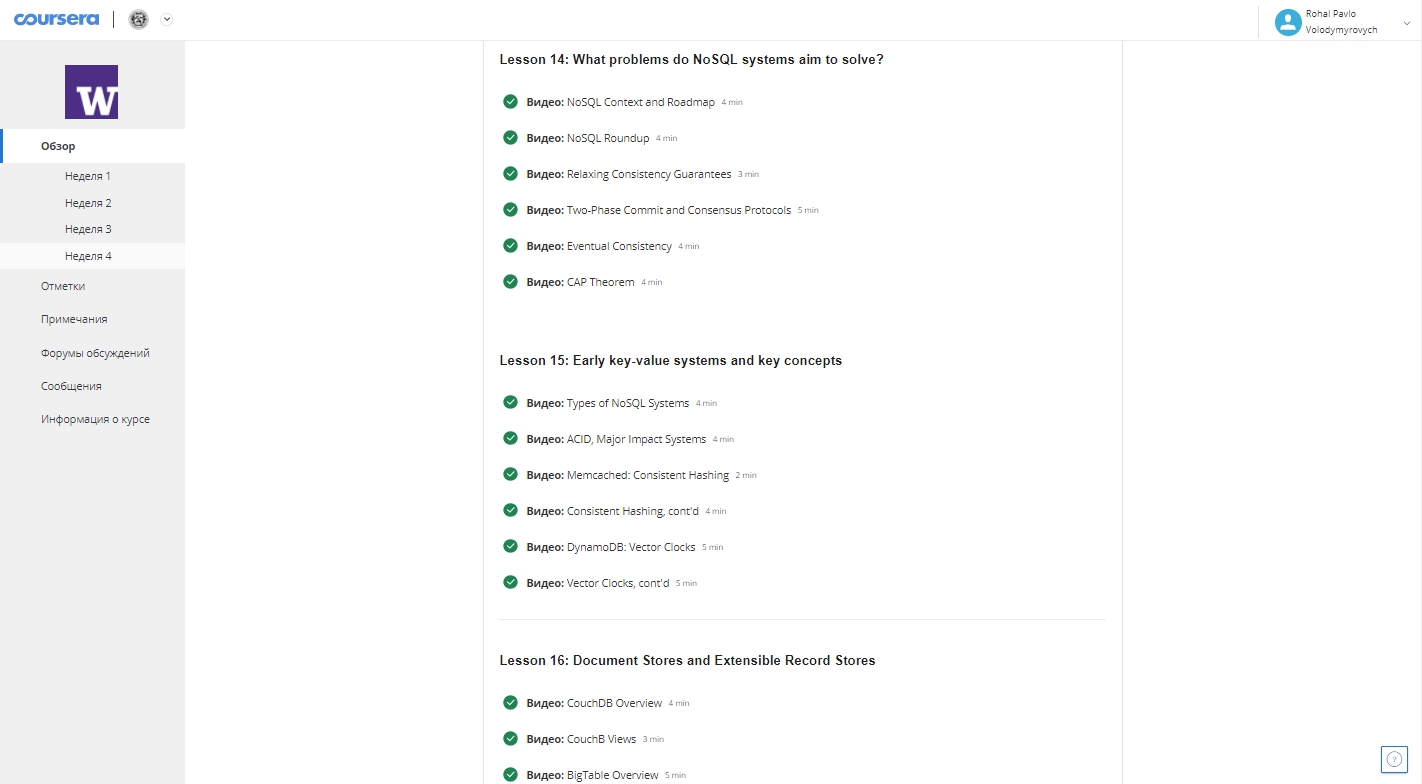 coursera
Rohal Pavlo
Volodymyrovych
W
Обзор
Неделя 1
Неделя 2
Неделя 3
Неделя 4
Отметки
Примечания
Форумы обсуждений
Сообщения
Информация о курсе
Lesson 14: What problems do NoSQL systems aim to solve?
Видео: NoSQL Context and Roadmap 4 min
Видео: NoSQL Roundup 4 min
Видео: Relaxing Consistency Guarantees 3 min
Видео: Two-Phase Commit and Consensus Protocols 5 min
Видео: Eventual Consistency 4 min
Видео: CAP Theorem 4 min
Lesson 15: Early key-value systems and key concepts
Видео: Types of NoSQL Systems 4 min
Видео: ACID, Major Impact Systems 4 min
Видео: Memcached: Consistent Hashing 2 min
Видео: Consistent Hashing, cont'd 4 min
Видео: DynamoDB: Vector Clocks 5 min
Видео: Vector Clocks, cont'd 5 min
Lesson 16: Document Stores and Extensible Record Stores
Видео: CouchDB Overview 4 min
Видео: CouchB Views 3 min
Видео: BigTable Overview 5 min
?